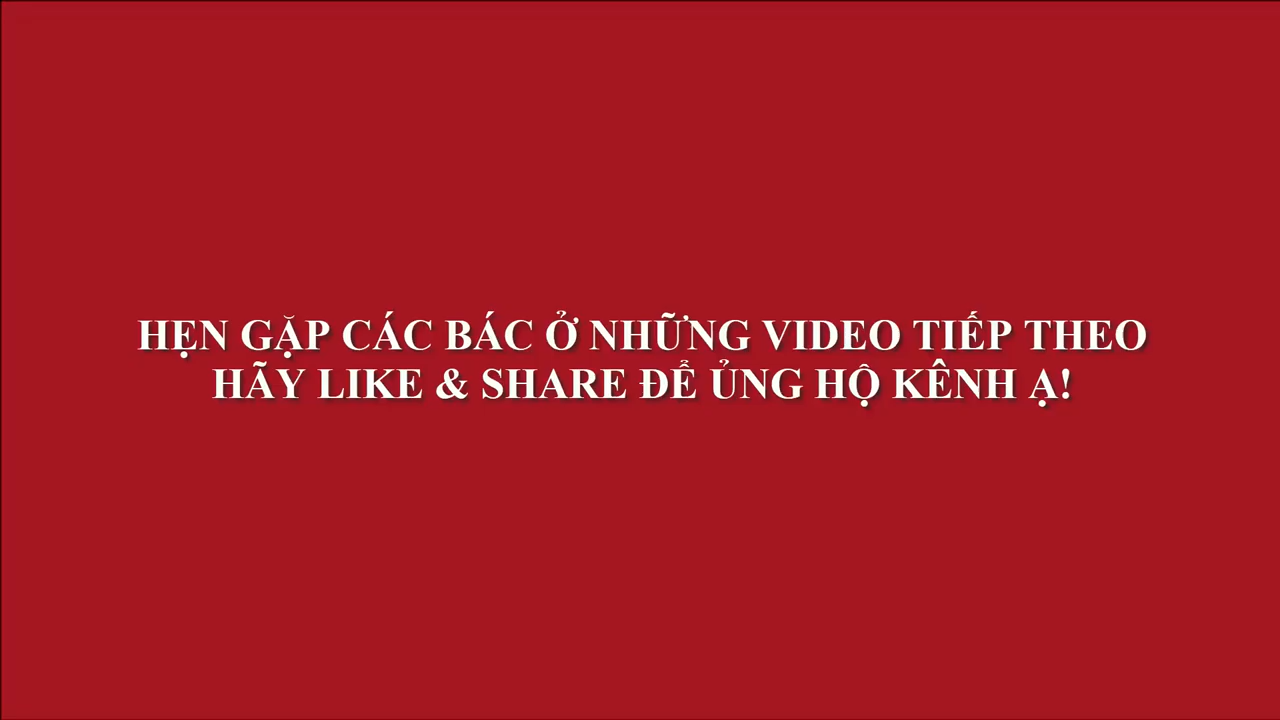 HẸN GẶP CÁC BÁC Ở NHỮNG VIDEO TIẾP THEO
HÃY LIKE & SHARE ĐỂ ỦNG HỘ KÊNH Ạ!